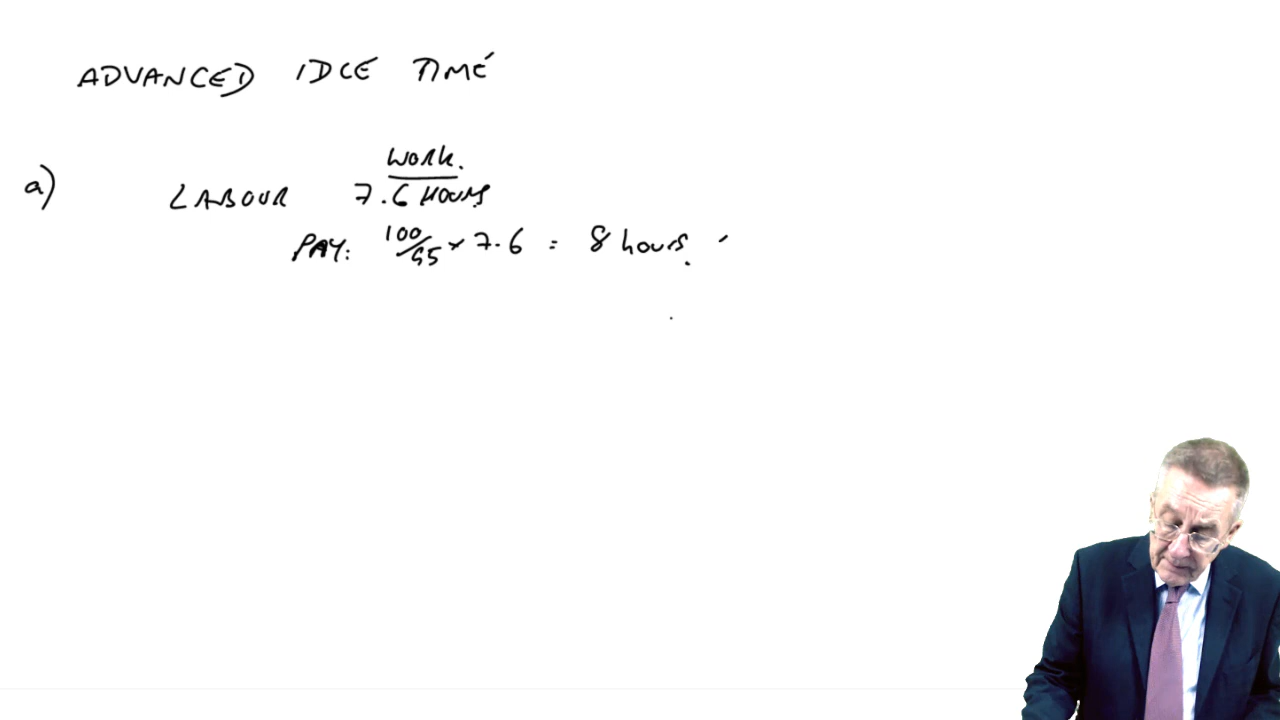 ADVANCED IDLE TIME
WORK.
a) LABOUR 7.6 HOURS
PAY: 100/95 × 7.6 = 8 hours.